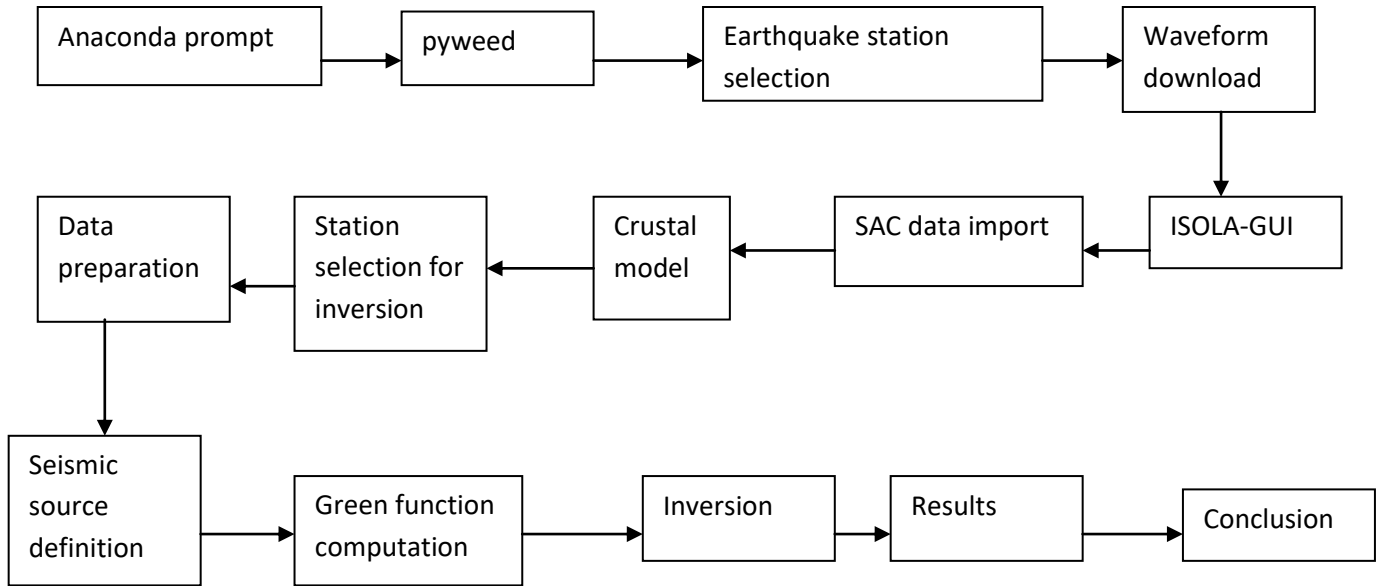 Anaconda prompt
pyweed
Earthquake station
selection
Waveform
download
ISOLA-GUI
SAC data import
Crustal
model
Station
selection for
inversion
Data
preparation
Seismic
source
definition
Green function
computation
Inversion
Results
Conclusion